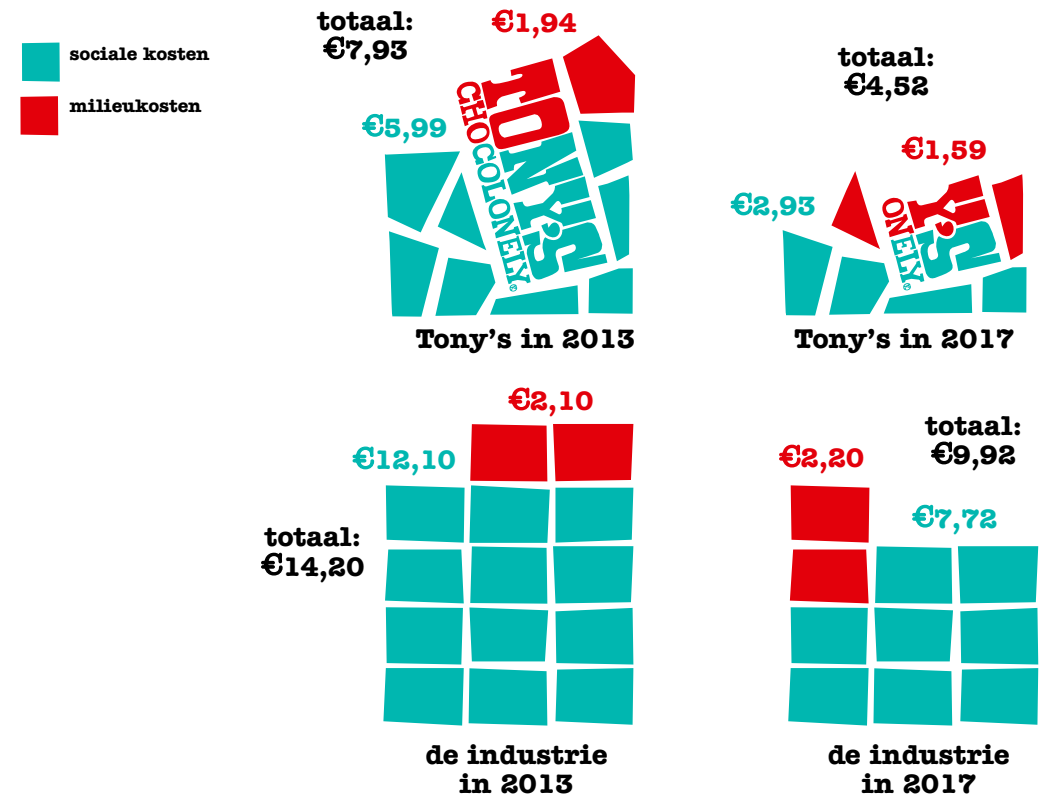 sociale kosten
milieukosten
totaal:
€7,93
€1,94
€5,99
TONY'S
CHOCOLONELY®
Tony's in 2013
totaal:
€4,52
€1,59
€2,93
Y'S
ONELY®
Tony's in 2017
€2,10
€12,10
totaal:
€14,20
de industrie
in 2013
totaal:
€9,92
€2,20
€7,72
de industrie
in 2017